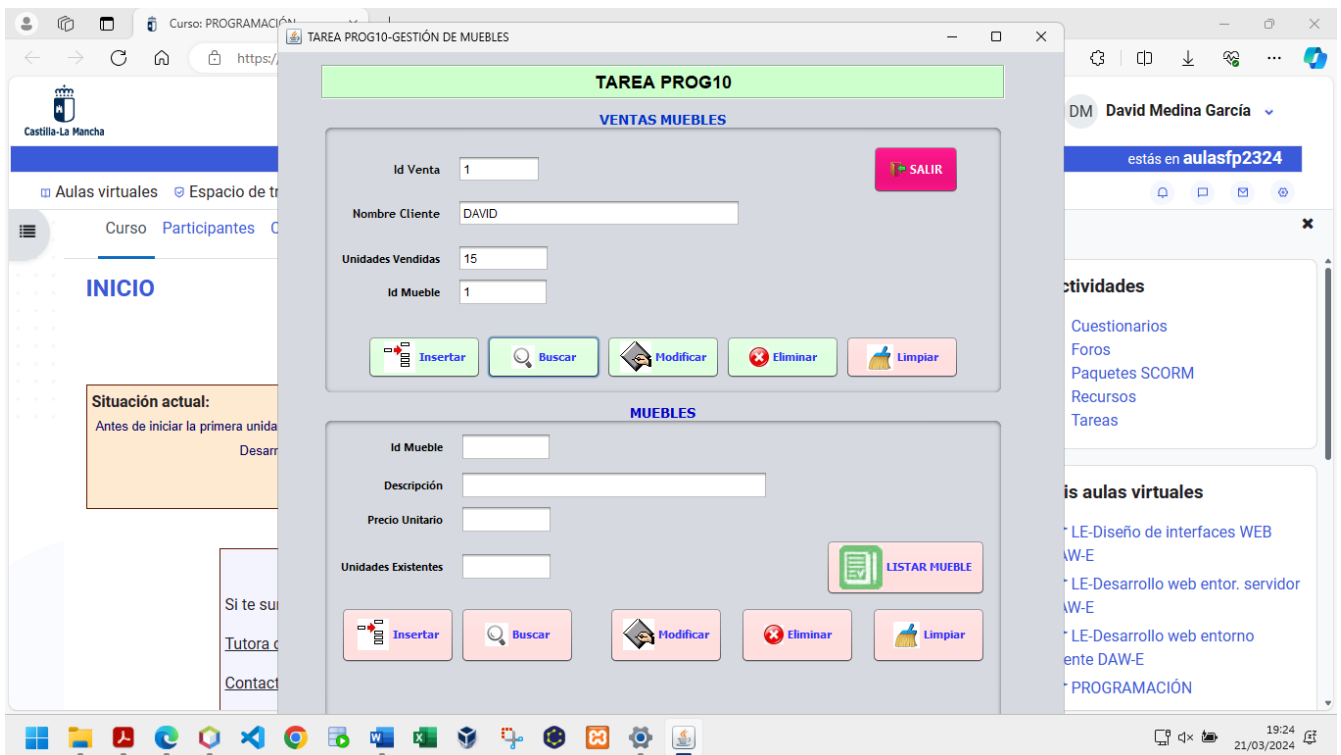 Curso: PROGRAMACIÓN
TAREA PROG10-GESTIÓN DE MUEBLES
https:/
TAREA PROG10
Castilla-La Mancha
DM David Medina García
VENTAS MUEBLES
estás en aulasfp2324
Id Venta 1
SALIR
Aulas virtuales Espacio de tr
Nombre Cliente DAVID
Curso Participantes C
Unidades Vendidas 15
INICIO
Id Mueble 1
ctividades
Cuestionarios
Foros
Paquetes SCORM
Recursos
Tareas
Insertar Buscar Modificar Eliminar Limpiar
Situación actual:
Antes de iniciar la primera unida
Desarr
MUEBLES
Id Mueble
Descripción
Precio Unitario
Unidades Existentes
LISTAR MUEBLE
is aulas virtuales
LE-Diseño de interfaces WEB
AW-E
LE-Desarrollo web entor. servidor
AW-E
LE-Desarrollo web entorno
iente DAW-E
PROGRAMACIÓN
Si te sur
Tutora d
Contact
Insertar Buscar Modificar Eliminar Limpiar
19:24
21/03/2024